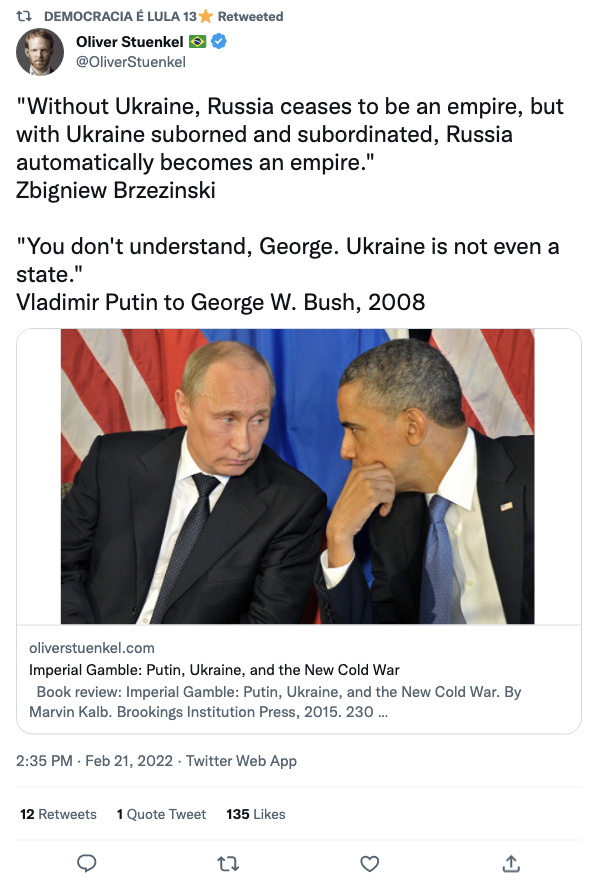 DEMOCRACIA É LULA 13⭐ Retweeted
Oliver Stuenkel 🇧🇷
@OliverStuenkel
"Without Ukraine, Russia ceases to be an empire, but
with Ukraine suborned and subordinated, Russia
automatically becomes an empire."
Zbigniew Brzezinski
"You don't understand, George. Ukraine is not even a
state."
Vladimir Putin to George W. Bush, 2008
oliverstuenkel.com
Imperial Gamble: Putin, Ukraine, and the New Cold War
Book review: Imperial Gamble: Putin, Ukraine, and the New Cold War. By
Marvin Kalb. Brookings Institution Press, 2015. 230 ...
2:35 PM · Feb 21, 2022 · Twitter Web App
12 Retweets 1 Quote Tweet 135 Likes